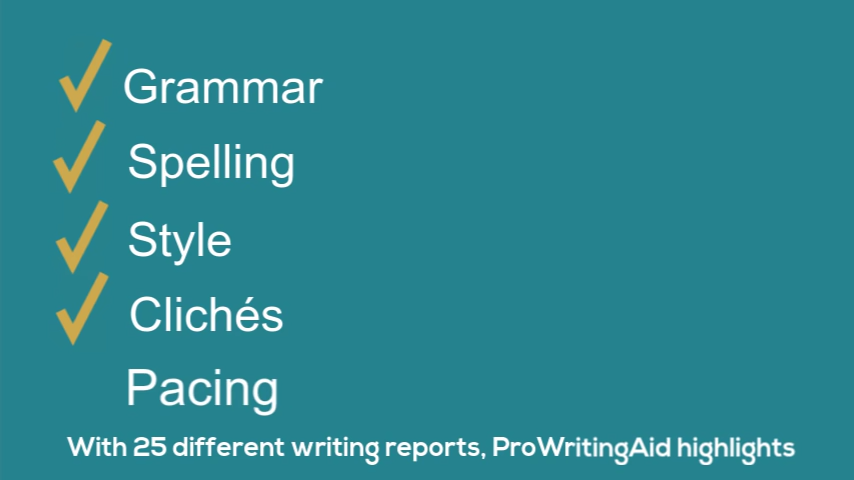 Grammar
Spelling
Style
Clichés
Pacing
With 25 different writing reports, ProWritingAid highlights